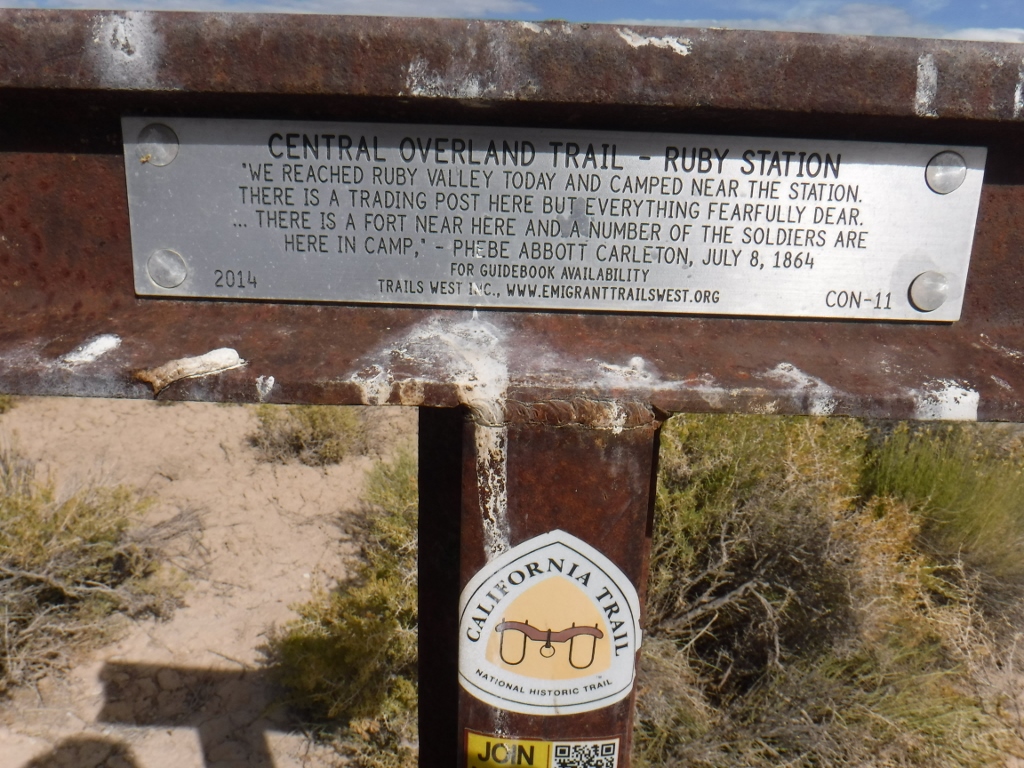 CENTRAL OVERLAND TRAIL - RUBY STATION
"WE REACHED RUBY VALLEY TODAY AND CAMPED NEAR THE STATION.
THERE IS A TRADING POST HERE BUT EVERYTHING FEARFULLY DEAR.
... THERE IS A FORT NEAR HERE AND A NUMBER OF THE SOLDIERS ARE
HERE IN CAMP," - PHEBE ABBOTT CARLETON, JULY 8, 1864
FOR GUIDEBOOK AVAILABILITY
2014 TRAILS WEST INC., WWW.EMIGRANTTRAILSWEST.ORG CON-11
CALIFORNIA TRAIL
NATIONAL HISTORIC TRAIL
JOIN